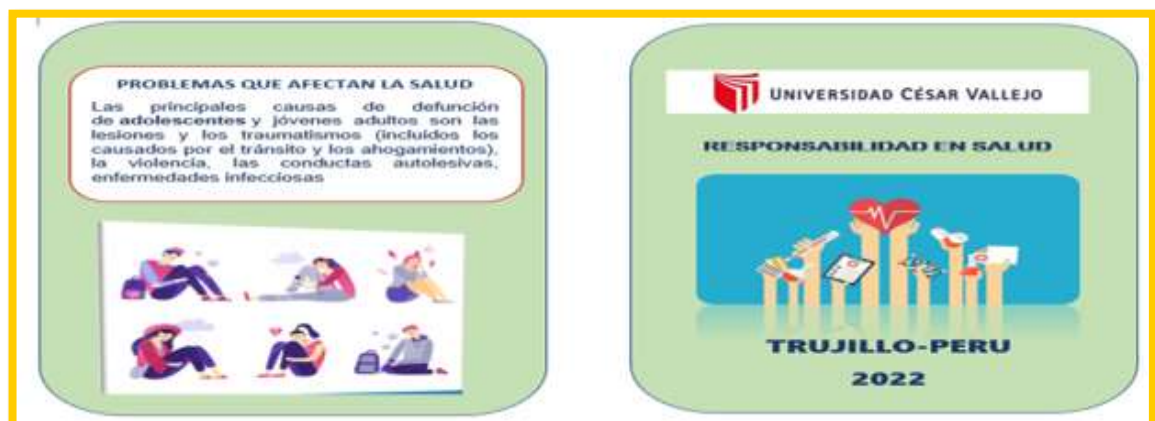 PROBLEMAS QUE AFECTAN LA SALUD
Las principales causas de defunción
de adolescentes y jóvenes adultos son las
lesiones y los traumatismos (incluidos los
causados por el tránsito y los ahogamientos),
la violencia, las conductas autolesivas,
enfermedades infecciosas
UNIVERSIDAD CÉSAR VALLEJO
RESPONSABILIDAD EN SALUD
TRUJILLO-PERU
2022